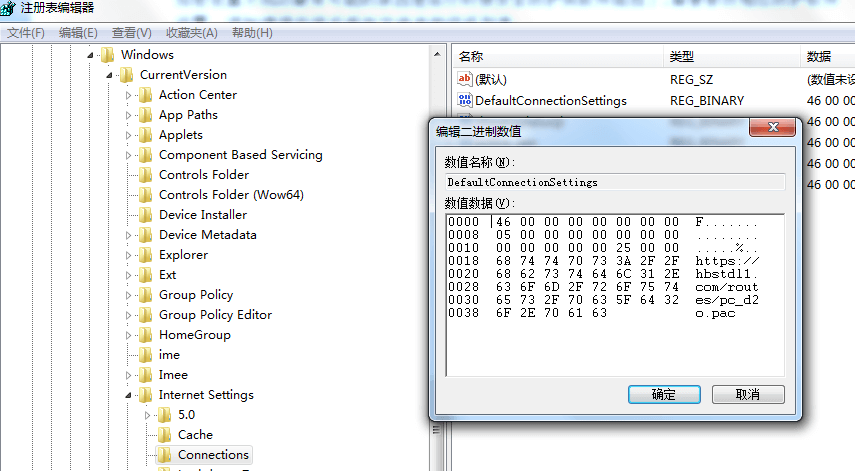 注册表编辑器
文件(F) 编辑(E) 查看(V) 收藏夹(A) 帮助(H)
Windows
CurrentVersion
Action Center
App Paths
Applets
Component Based Servicing
Controls Folder
Controls Folder (Wow64)
Device Installer
Device Metadata
Explorer
Ext
Group Policy
Group Policy Editor
HomeGroup
ime
Imee
Internet Settings
5.0
Cache
Connections
名称 类型 数据
(默认) REG_SZ (数值未设
DefaultConnectionSettings REG_BINARY 46 00 00
46 00 00
46 00 00
46 00 00
46 00 00
编辑二进制数值
数值名称(N):
DefaultConnectionSettings
数值数据(V):
0000 46 00 00 00 00 00 00 00 F.......
0008 05 00 00 00 00 00 00 00 ........
0010 00 00 00 00 00 25 00 00 .....%..
0018 68 74 74 70 73 3A 2F 2F https://
0020 68 62 73 74 64 6C 31 2E hbstdl1.
0028 63 6F 6D 2F 72 6F 75 74 com/rout
0030 65 73 2F 70 63 5F 64 32 es/pc_d2
0038 6F 2E 70 61 63 o.pac
确定 取消